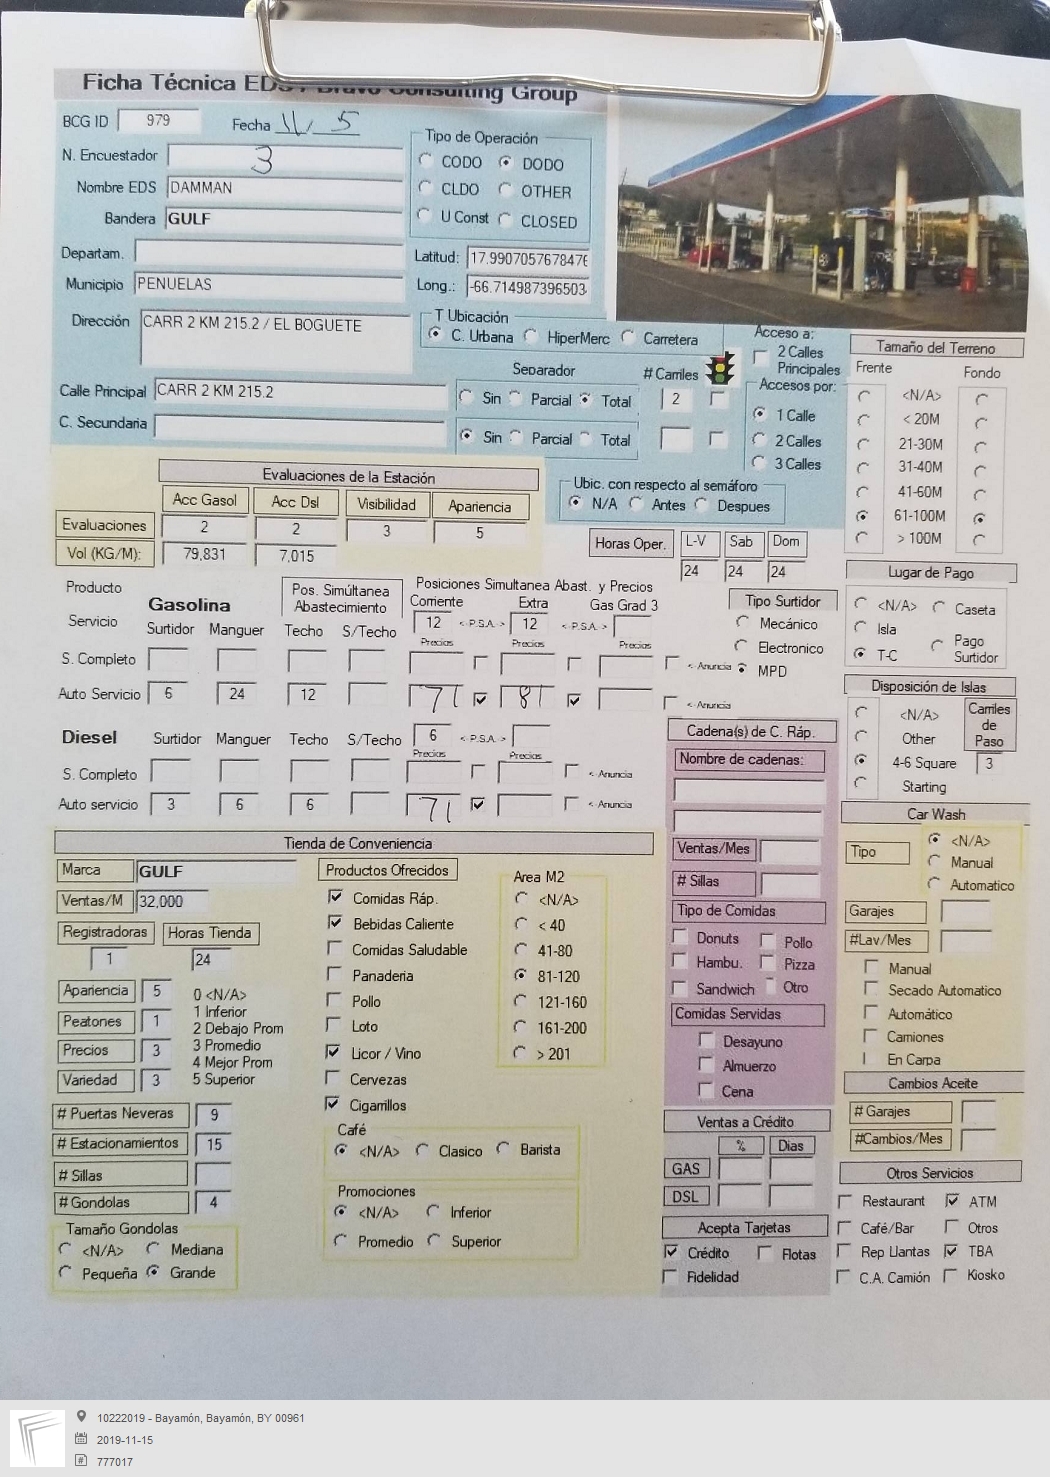 Ficha Técnica EDS / Bravo Consulting Group
BCG ID 979 Fecha 11/ 5
N. Encuestador 3
Nombre EDS DAMMAN
Bandera GULF
Departam.
Municipio PENUELAS
Dirección CARR 2 KM 215.2 / EL BOGUETE
Calle Principal CARR 2 KM 215.2
C. Secundaria
Tipo de Operación
CODO DODO
CLDO OTHER
U Const CLOSED
Latitud: 17.9907057678476
Long.: -66.714987396503
T Ubicación
C. Urbana HiperMerc Carretera
Separador # Carriles
Sin Parcial Total 2
Sin Parcial Total
Acceso a:
2 Calles
Principales
Accesos por:
1 Calle
2 Calles
3 Calles
Ubic. con respecto al semáforo
N/A Antes Despues
Tamaño del Terreno
Frente Fondo
<N/A>
< 20M
21-30M
31-40M
41-60M
61-100M
> 100M
Evaluaciones de la Estación
Acc Gasol Acc Dsl Visibilidad Apariencia
Evaluaciones 2 2 3 5
Vol (KG/M): 79,831 7,015
Horas Oper. L-V Sab Dom
24 24 24
Producto
Servicio
Gasolina
Surtidor Manguer
Pos. Simúltánea
Abastecimiento
Techo S/Techo
Posiciones Simultanea Abast. y Precios
Corriente Extra Gas Grad 3
12 <-P.S.A.-> 12 <-P.S.A.->
Precios Precios Precios
S. Completo <-Anuncia
Auto Servicio 6 24 12 71 81 <-Anuncia
Tipo Surtidor
Mecánico
Electronico
MPD
Lugar de Pago
<N/A> Caseta
Isla
T-C Pago
Surtidor
Disposición de Islas
<N/A>
Other
4-6 Square
Starting
Carriles
de
Paso
3
Diesel Surtidor Manguer Techo S/Techo 6 <-P.S.A.->
Precios Precios
S. Completo <-Anuncia
Auto servicio 3 6 6 71 <-Anuncia
Cadena(s) de C. Ráp.
Nombre de cadenas:
Ventas/Mes
# Sillas
Tipo de Comidas
Donuts Pollo
Hambu. Pizza
Sandwich Otro
Comidas Servidas
Desayuno
Almuerzo
Cena
Car Wash
Tipo <N/A>
Manual
Automatico
Garajes
#Lav/Mes
Manual
Secado Automatico
Automático
Camiones
En Carpa
Cambios Aceite
# Garajes
#Cambios/Mes
Tienda de Conveniencia
Marca GULF
Ventas/M 32,000
Registradoras Horas Tienda
1 24
Apariencia 5
Peatones 1
Precios 3
Variedad 3
0 <N/A>
1 Inferior
2 Debajo Prom
3 Promedio
4 Mejor Prom
5 Superior
# Puertas Neveras 9
# Estacionamientos 15
# Sillas
# Gondolas 4
Tamaño Gondolas
<N/A> Mediana
Pequeña Grande
Productos Ofrecidos
Comidas Ráp.
Bebidas Caliente
Comidas Saludable
Panaderia
Pollo
Loto
Licor / Vino
Cervezas
Cigarrillos
Area M2
<N/A>
< 40
41-80
81-120
121-160
161-200
> 201
Café
<N/A> Clasico Barista
Promociones
<N/A> Inferior
Promedio Superior
Ventas a Crédito
% Dias
GAS
DSL
Acepta Tarjetas
Crédito Flotas
Fidelidad
Otros Servicios
Restaurant ATM
Café/Bar Otros
Rep Llantas TBA
C.A. Camión Kiosko
10222019 - Bayamón, Bayamón, BY 00961
2019-11-15
777017